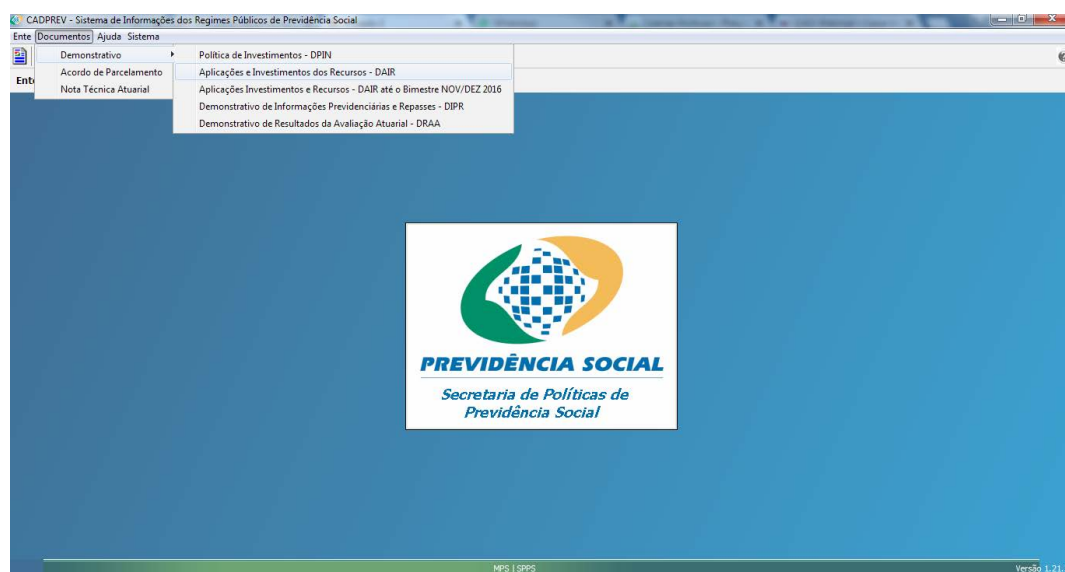 CADPREV - Sistema de Informações dos Regimes Públicos de Previdência Social
Ente Documentos Ajuda Sistema
Demonstrativo
Política de Investimentos - DPIN
Acordo de Parcelamento
Aplicações e Investimentos dos Recursos - DAIR
Nota Técnica Atuarial
Aplicações Investimentos e Recursos - DAIR até o Bimestre NOV/DEZ 2016
Demonstrativo de Informações Previdenciárias e Repasses - DIPR
Demonstrativo de Resultados da Avaliação Atuarial - DRAA
PREVIDÊNCIA SOCIAL
Secretaria de Políticas de
Previdência Social
MPS | SPPS
Versão 1.21.